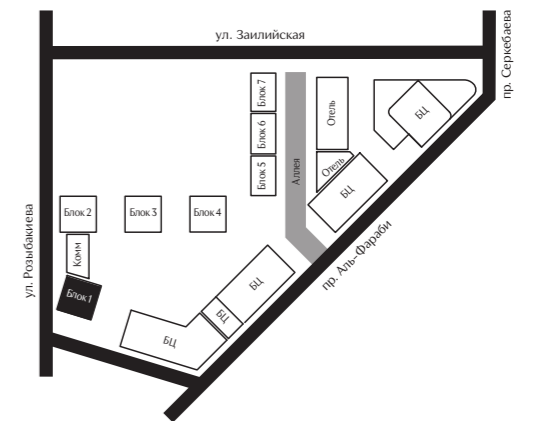 ул. Заилийская
пр. Серкебаева
Блок 7
Блок 6
Блок 5
Аллея
Отель
Отель
БЦ
БЦ
Блок 2
Блок 3
Блок 4
ул. Розыбакиева
Комм
Блок 1
пр. Аль-Фараби
БЦ
БЦ
БЦ